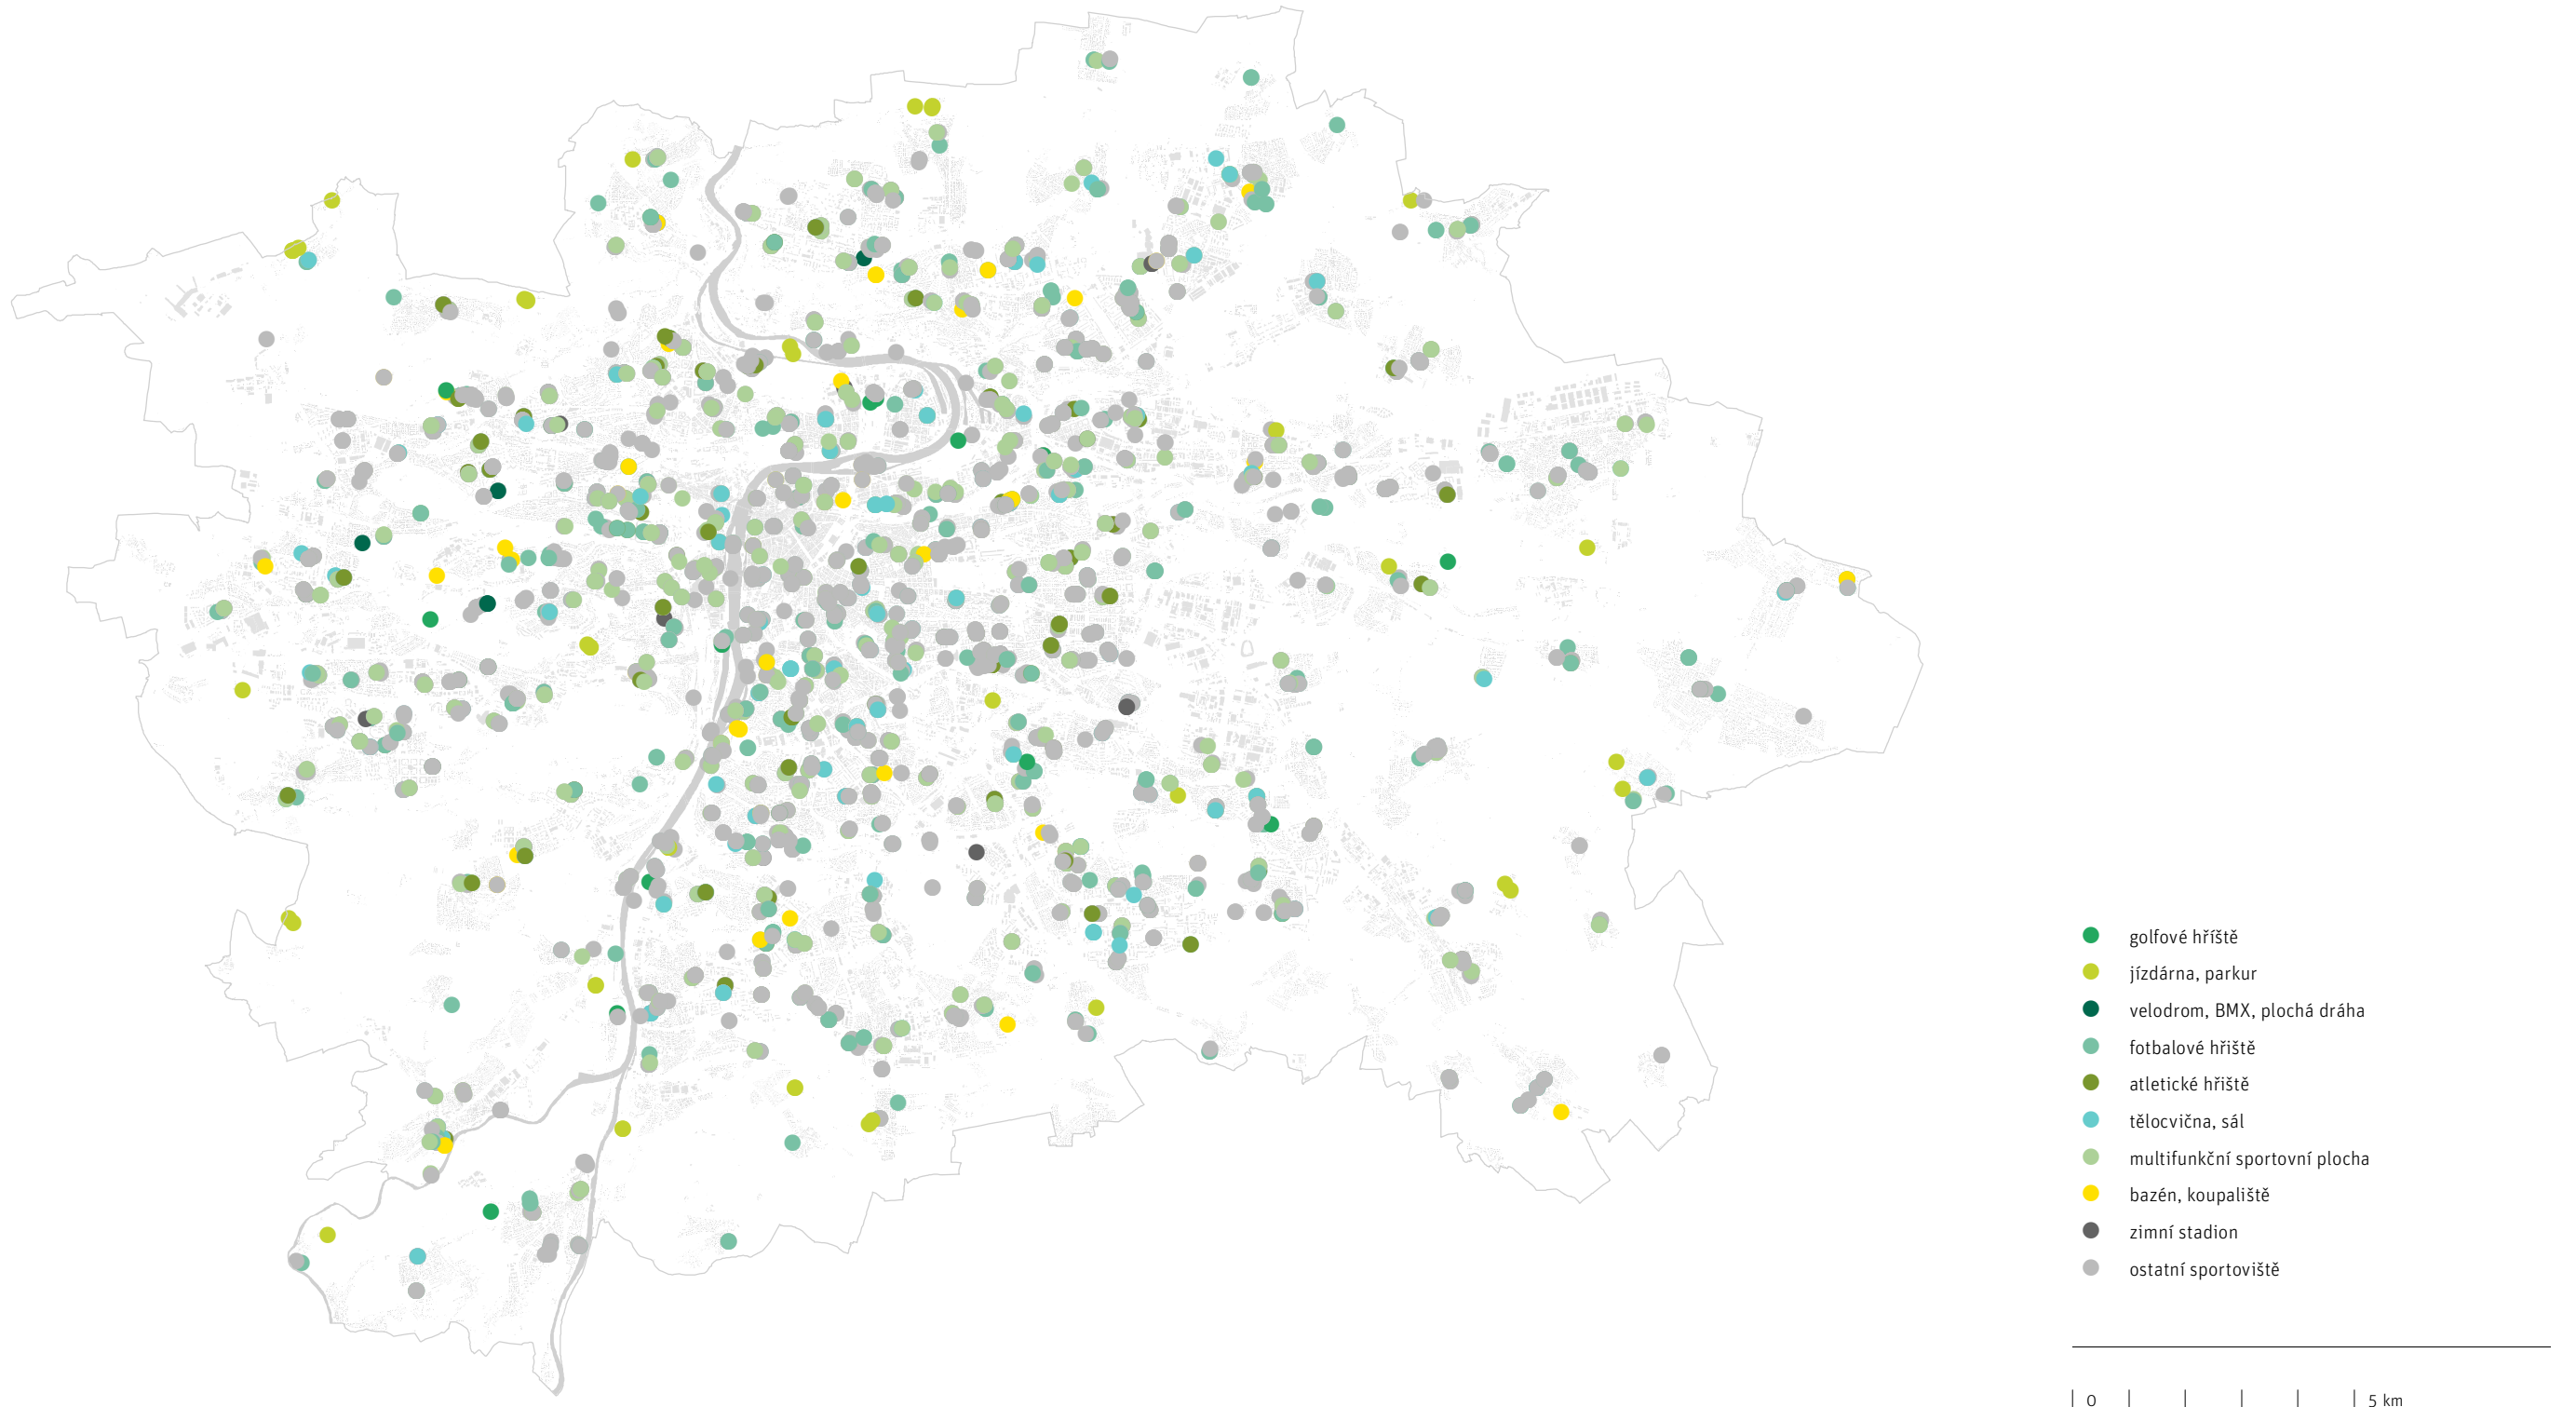 golfové hříště
jízdárna, parkur
velodrom, BMX, plochá dráha
fotbalové hřiště
atletické hřiště
tělocvična, sál
multifunkční sportovní plocha
bazén, koupaliště
zimní stadion
ostatní sportoviště
0 5 km